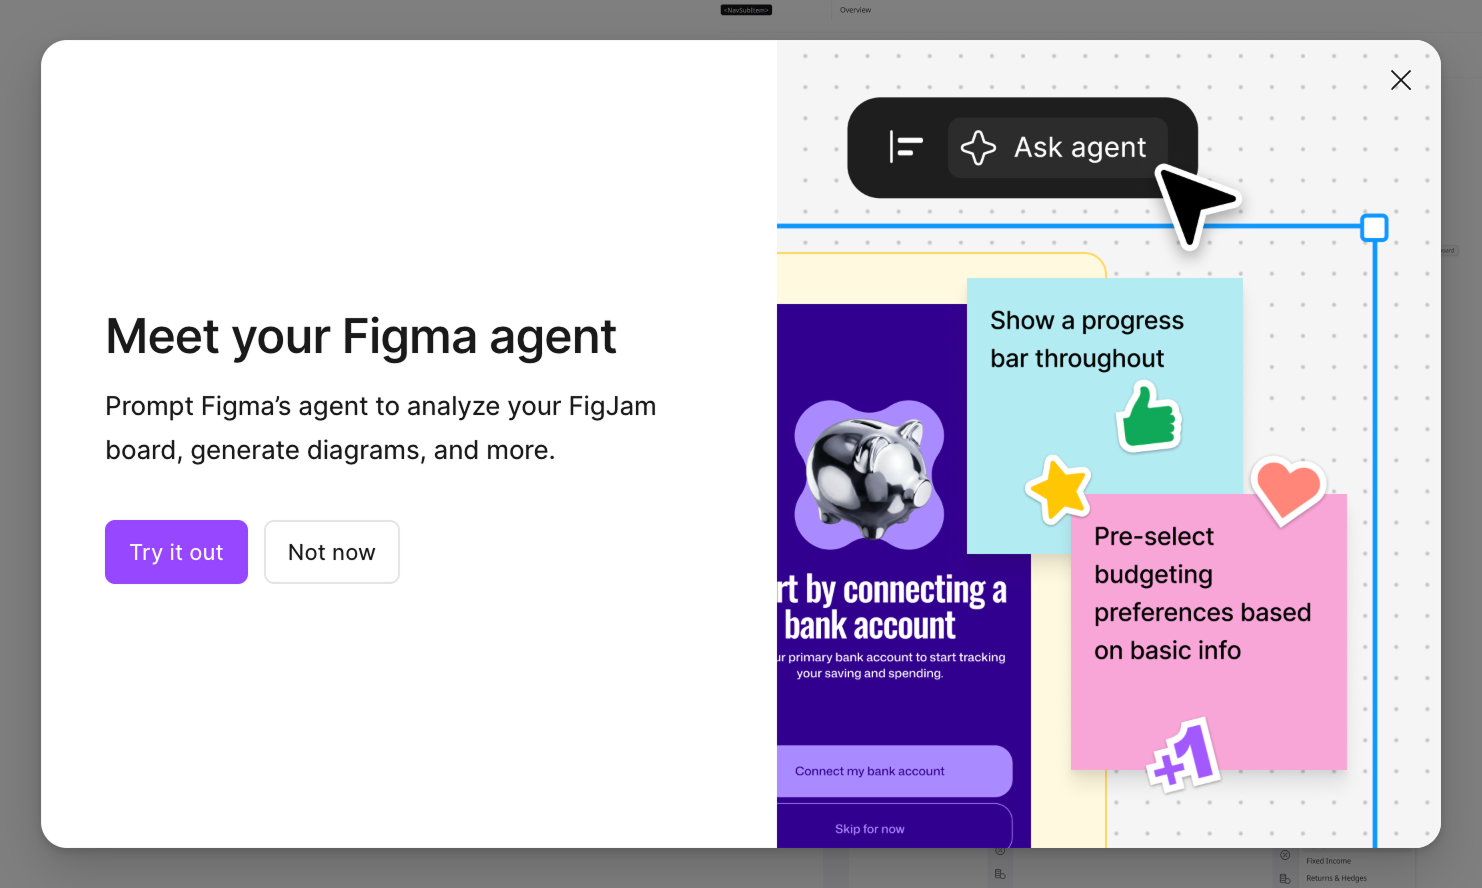 <NavSubItem>
Overview
Meet your Figma agent
Prompt Figma’s agent to analyze your FigJam
board, generate diagrams, and more.
Try it out
Not now
Ask agent
Show a progress
bar throughout
Pre-select
budgeting
preferences based
on basic info
+1
rt by connecting a
bank account
ur primary bank account to start tracking
your saving and spending.
Connect my bank account
Skip for now
Fixed Income
Returns & Hedges